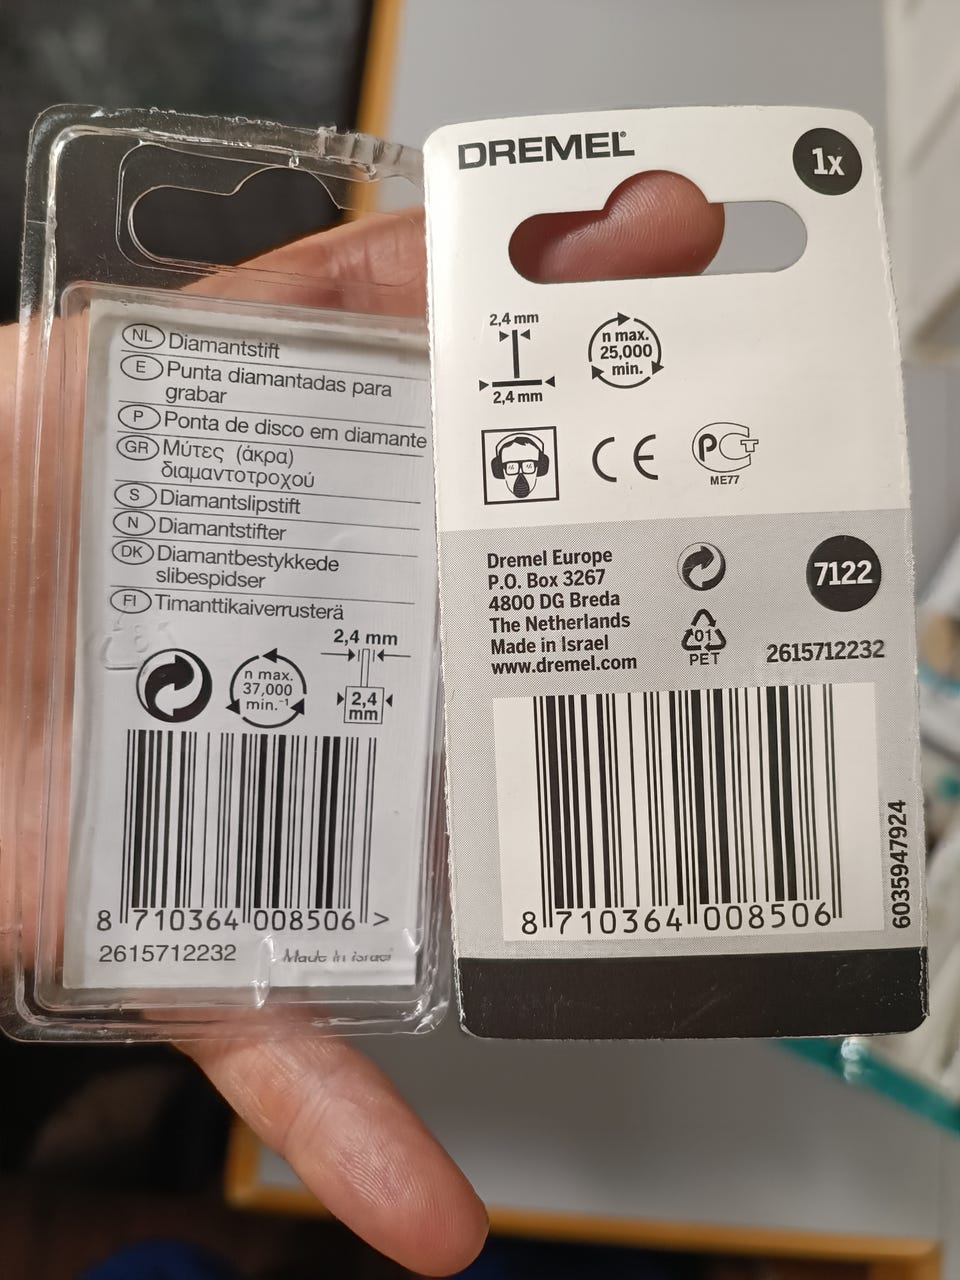 NL Diamantstift
E Punta diamantadas para
grabar
P Ponta de disco em diamante
GR Μύτες (άκρα)
διαμαντοτροχού
S Diamantslipstift
N Diamantstifter
DK Diamantbestykkede
slibespidser
FI Timanttikaiverrusterä
2,4 mm
n max.
37,000
min.⁻¹
2,4
mm
8 710364 008506 >
2615712232
Made in Israel
DREMEL®
1x
2,4 mm
n max.
25,000
min.
2,4 mm
CE
PCT
ME77
Dremel Europe
P.O. Box 3267
4800 DG Breda
The Netherlands
Made in Israel
www.dremel.com
01
PET
7122
2615712232
8 710364 008506
6035947924